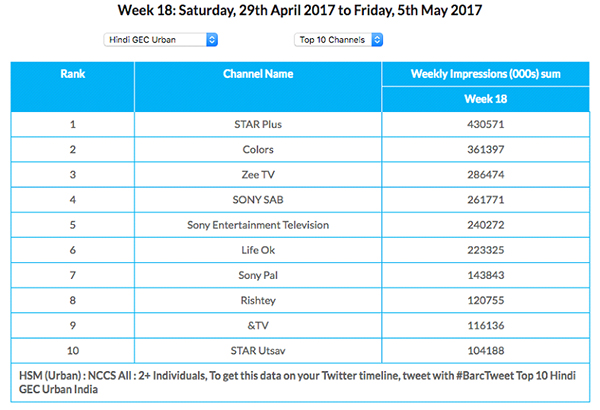 Week 18: Saturday, 29th April 2017 to Friday, 5th May 2017
Hindi GEC Urban Top 10 Channels
Rank Channel Name Weekly Impressions (000s) sum
Week 18
1 STAR Plus 430571
2 Colors 361397
3 Zee TV 286474
4 SONY SAB 261771
5 Sony Entertainment Television 240272
6 Life Ok 223325
7 Sony Pal 143843
8 Rishtey 120755
9 &TV 116136
10 STAR Utsav 104188
HSM (Urban) : NCCS All : 2+ Individuals, To get this data on your Twitter timeline, tweet with #BarcTweet Top 10 Hindi
GEC Urban India